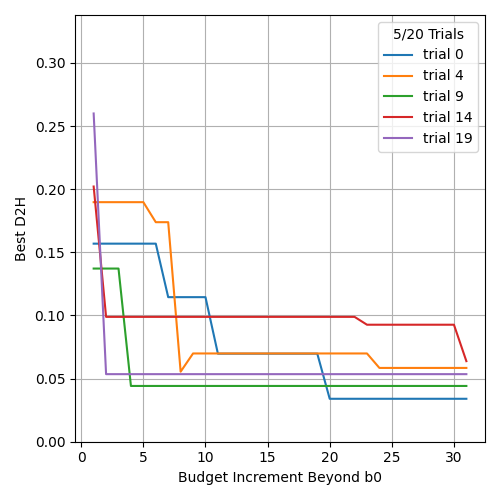 5/20 Trials
trial 0
trial 4
trial 9
trial 14
trial 19
0.30
0.25
0.20
0.15
0.10
0.05
0.00
Best D2H
0 5 10 15 20 25 30
Budget Increment Beyond b0